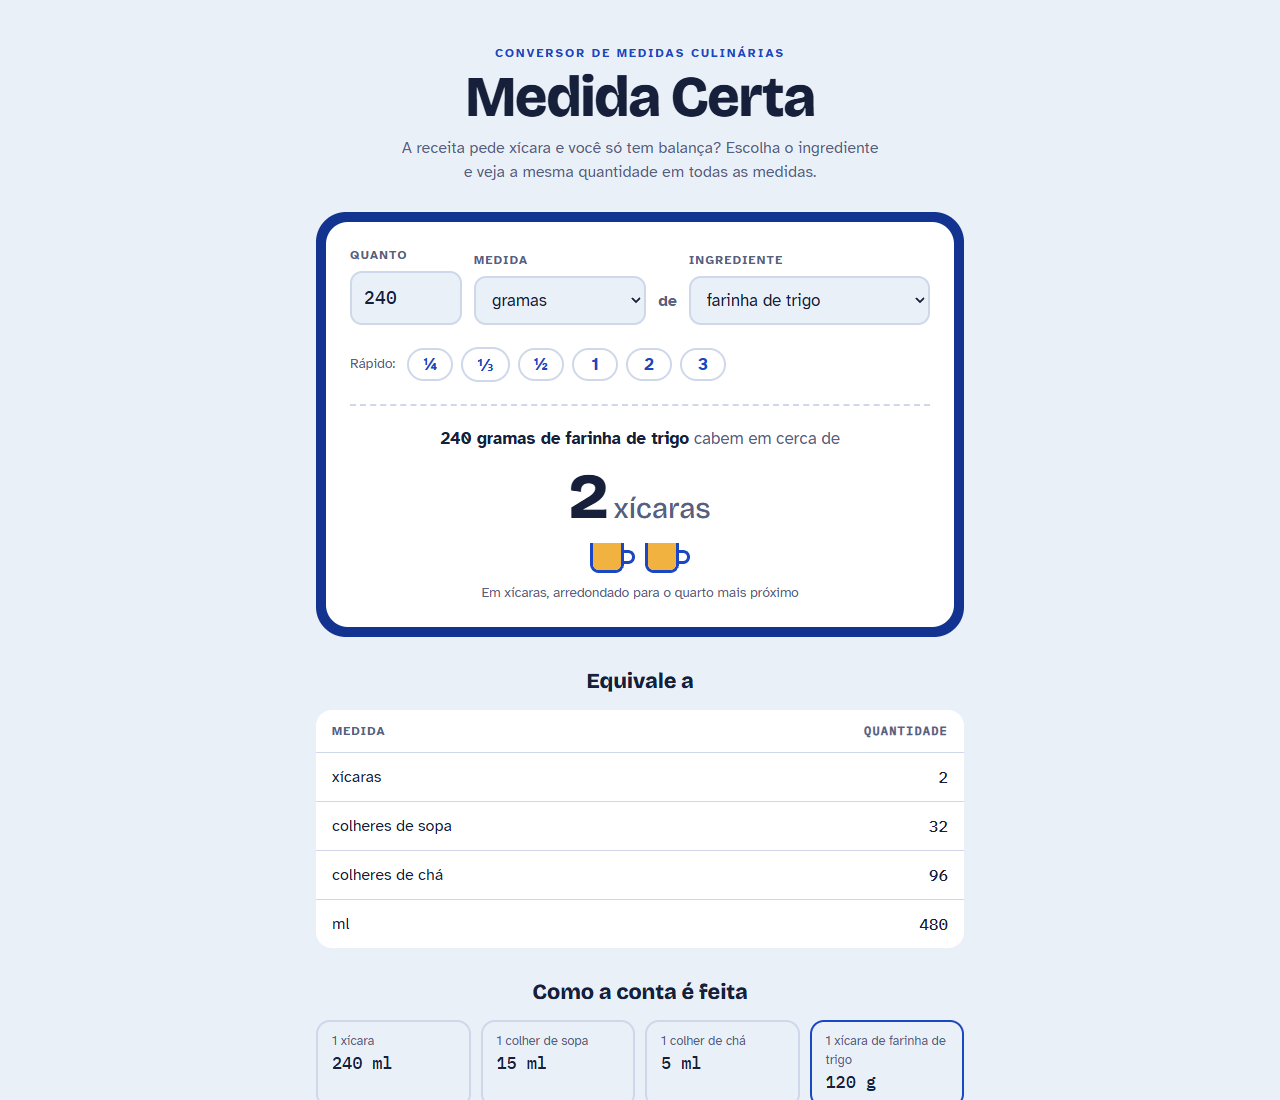 CONVERSOR DE MEDIDAS CULINÁRIAS
Medida Certa
A receita pede xícara e você só tem balança? Escolha o ingrediente
e veja a mesma quantidade em todas as medidas.
QUANTO
MEDIDA
INGREDIENTE
240
gramas
de
farinha de trigo
Rápido: ¼ ⅓ ½ 1 2 3
240 gramas de farinha de trigo cabem em cerca de
2 xícaras
Em xícaras, arredondado para o quarto mais próximo
Equivale a
MEDIDA QUANTIDADE
xícaras 2
colheres de sopa 32
colheres de chá 96
ml 480
Como a conta é feita
1 xícara
240 ml
1 colher de sopa
15 ml
1 colher de chá
5 ml
1 xícara de farinha de
trigo
120 g